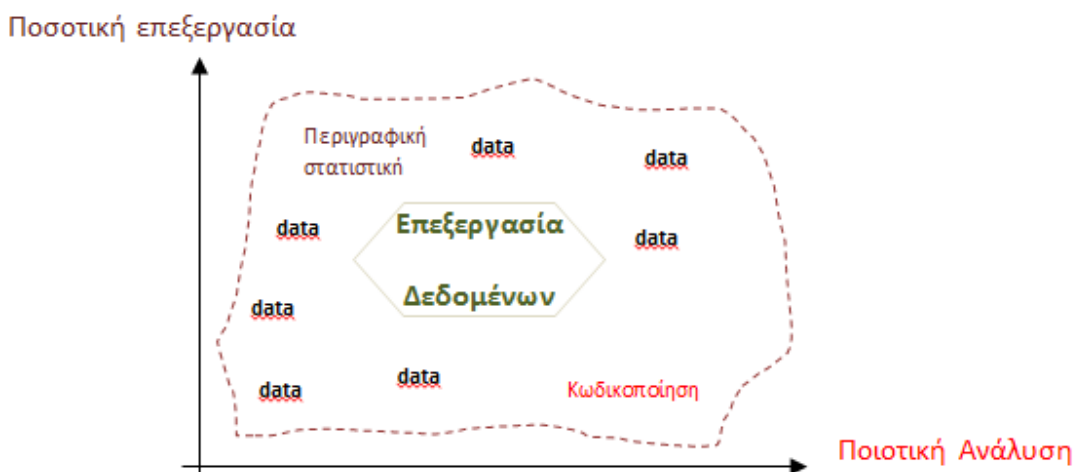 Ποσοτική επεξεργασία
Περιγραφική
στατιστική
data
data
data
Επεξεργασία
data
Δεδομένων
data
data
data
Κωδικοποίηση
Ποιοτική Ανάλυση